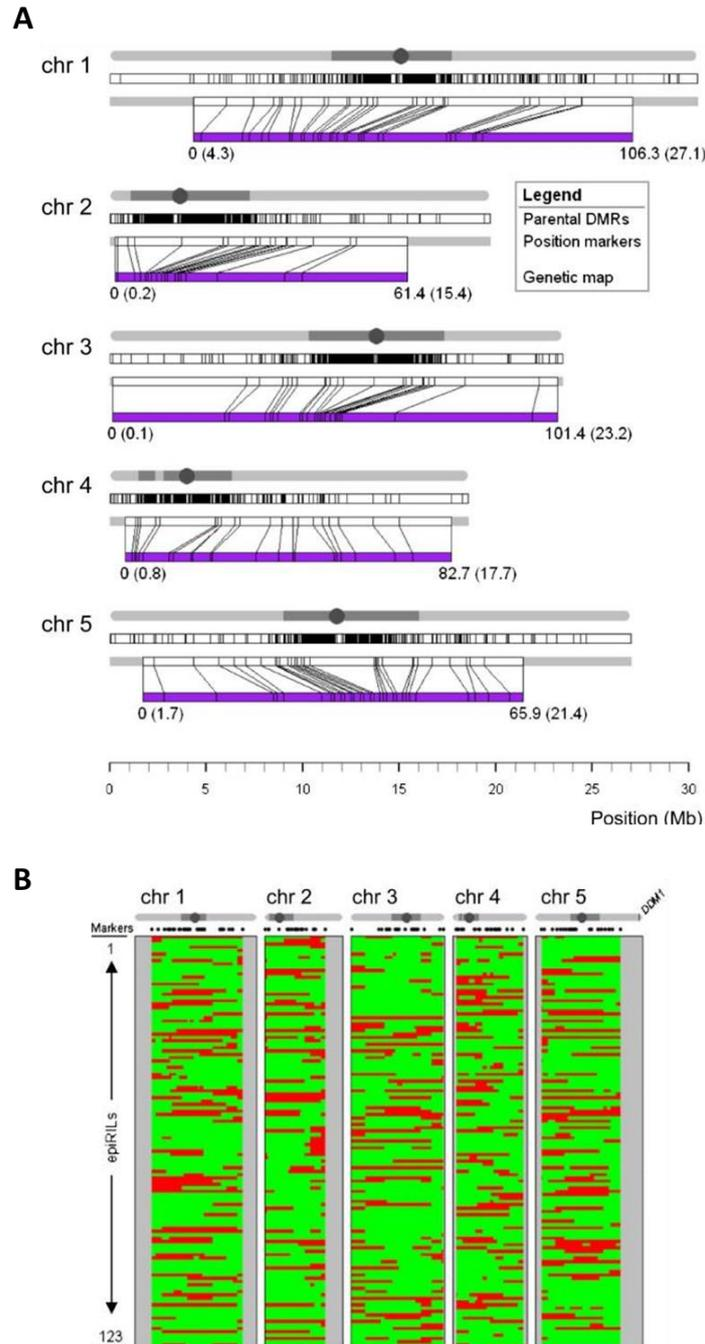 A
chr 1
0 (4.3) 106.3 (27.1)
chr 2
0 (0.2) 61.4 (15.4)
Legend
Parental DMRs
Position markers
Genetic map
chr 3
0 (0.1) 101.4 (23.2)
chr 4
0 (0.8) 82.7 (17.7)
chr 5
0 (1.7) 65.9 (21.4)
0 5 10 15 20 25 30
Position (Mb)
B
chr 1 chr 2 chr 3 chr 4 chr 5 DDM1
Markers
1
epiRILs
123